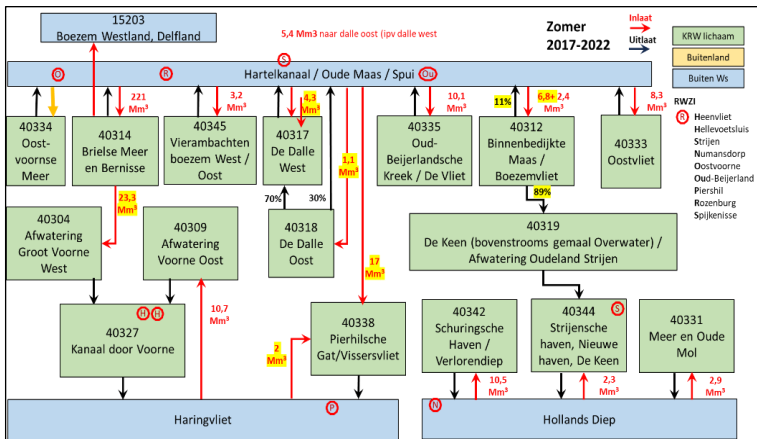 15203
Boezem Westland, Delfland
5,4 Mm3 naar dalle oost (ipv dalle west
Zomer
2017-2022
Inlaat
Uitlaat
KRW lichaam
Buitenland
Buiten Ws
S
O
R
Hartelkanaal / Oude Maas / Spui
Ou
221
Mm³
3,2
Mm³
4,3
Mm³
10,1
Mm³
11%
6,8+ 2,4
Mm³
8,3
Mm³
RWZI
R
Heenvliet
Hellevoetsluis
Strijen
Numansdorp
Oostvoorne
Oud-Beijerland
Piershil
Rozenburg
Spijkenisse
40334
Oost-
voornse
Meer
40314
Brielse Meer
en Bernisse
40345
Vierambachten
boezem West /
Oost
40317
De Dalle
West
40335
Oud-
Beijerlandsche
Kreek / De Vliet
40312
Binnenbedijkte
Maas /
Boezemvliet
40333
Oostvliet
1,1
Mm³
23,3
Mm³
70%
30%
89%
40304
Afwatering
Groot Voorne
West
40309
Afwatering
Voorne Oost
40318
De Dalle
Oost
40319
De Keen (bovenstrooms gemaal Overwater) /
Afwatering Oudeland Strijen
17
Mm³
10,7
Mm³
H
H
40327
Kanaal door Voorne
2
Mm³
40338
Pierhilsche
Gat/Vissersvliet
40342
Schuringsche
Haven /
Verlorendiep
S
40344
Strijensche
haven, Nieuwe
haven, De Keen
40331
Meer en Oude
Mol
10,5
Mm³
2,3
Mm³
2,9
Mm³
Haringvliet
P
N
Hollands Diep